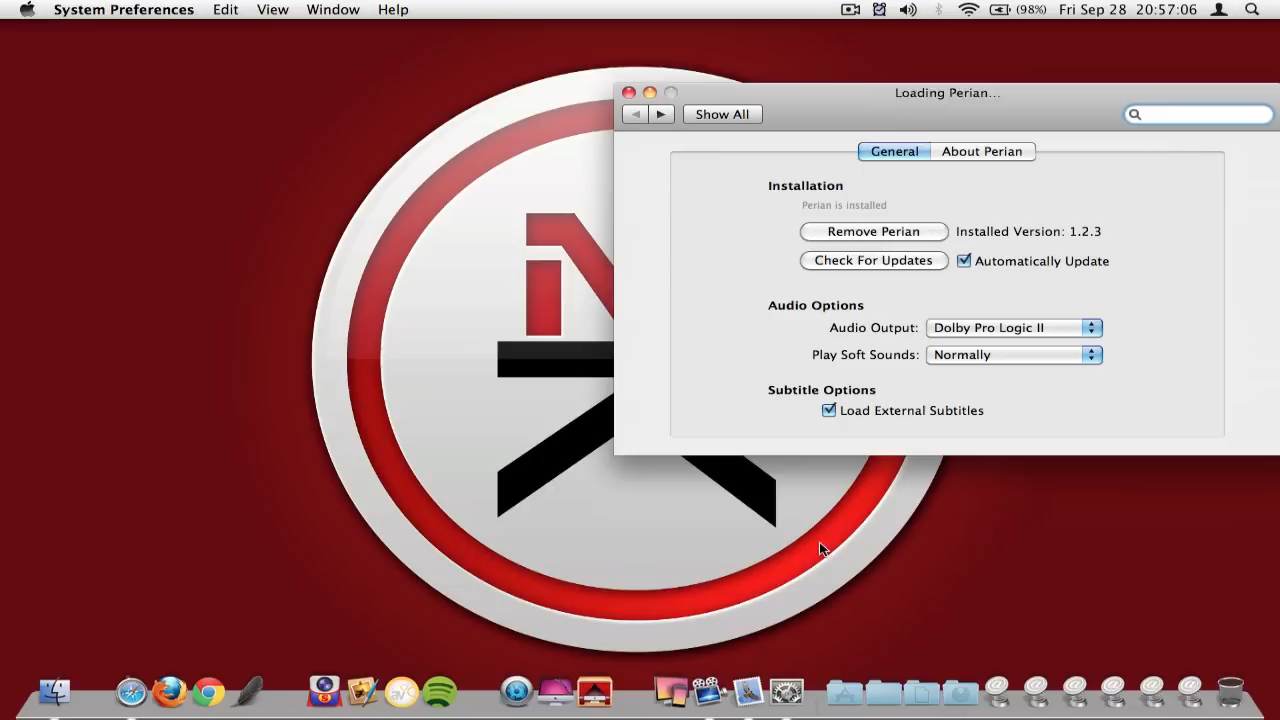 System Preferences Edit View Window Help (98%) Fri Sep 28 20:57:06
Loading Perian...
Show All
General About Perian
Installation
Perian is installed
Remove Perian Installed Version: 1.2.3
Check For Updates Automatically Update
Audio Options
Audio Output: Dolby Pro Logic II
Play Soft Sounds: Normally
Subtitle Options
Load External Subtitles